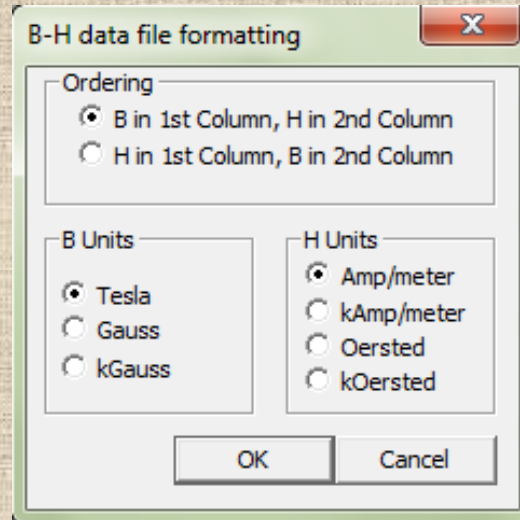 B-H data file formatting
Ordering
B in 1st Column, H in 2nd Column
H in 1st Column, B in 2nd Column
B Units
Tesla
Gauss
kGauss
H Units
Amp/meter
kAmp/meter
Oersted
kOersted
OK
Cancel